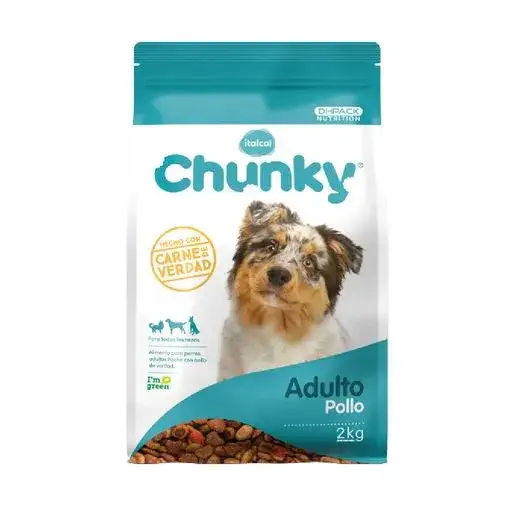 DHPACK
NUTRITION
italcol
Chunky®
HECHO CON
CARNE DE
VERDAD
Para todas las razas
Alimento para perros
adultos hecho con pollo
de verdad.
I'm
green
Adulto
Pollo
2kg